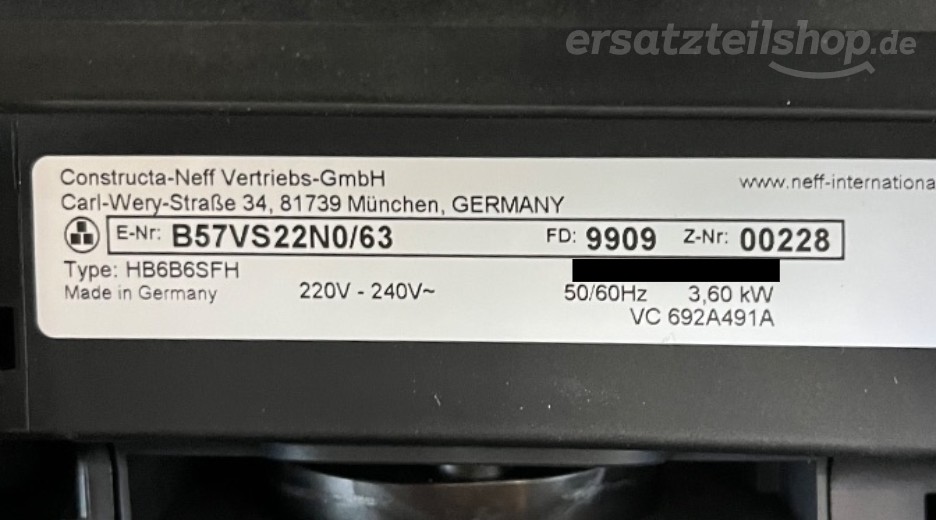 ersatzteilshop.de
Constructa-Neff Vertriebs-GmbH
www.neff-internationa
Carl-Wery-Straße 34, 81739 München, GERMANY
E-Nr: B57VS22N0/63 FD: 9909 Z-Nr: 00228
Type: HB6B6SFH
Made in Germany 220V - 240V~ 50/60Hz 3,60 kW
VC 692A491A